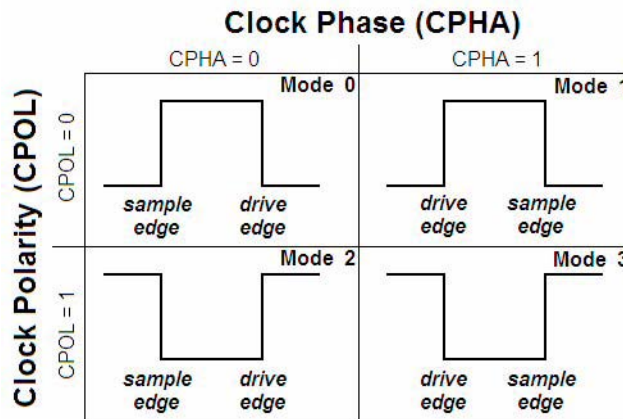 Clock Phase (CPHA)
CPHA = 0
CPHA = 1
Clock Polarity (CPOL)
CPOL = 0
Mode 0
sample edge
drive edge
Mode 1
drive edge
sample edge
CPOL = 1
Mode 2
sample edge
drive edge
Mode 3
drive edge
sample edge